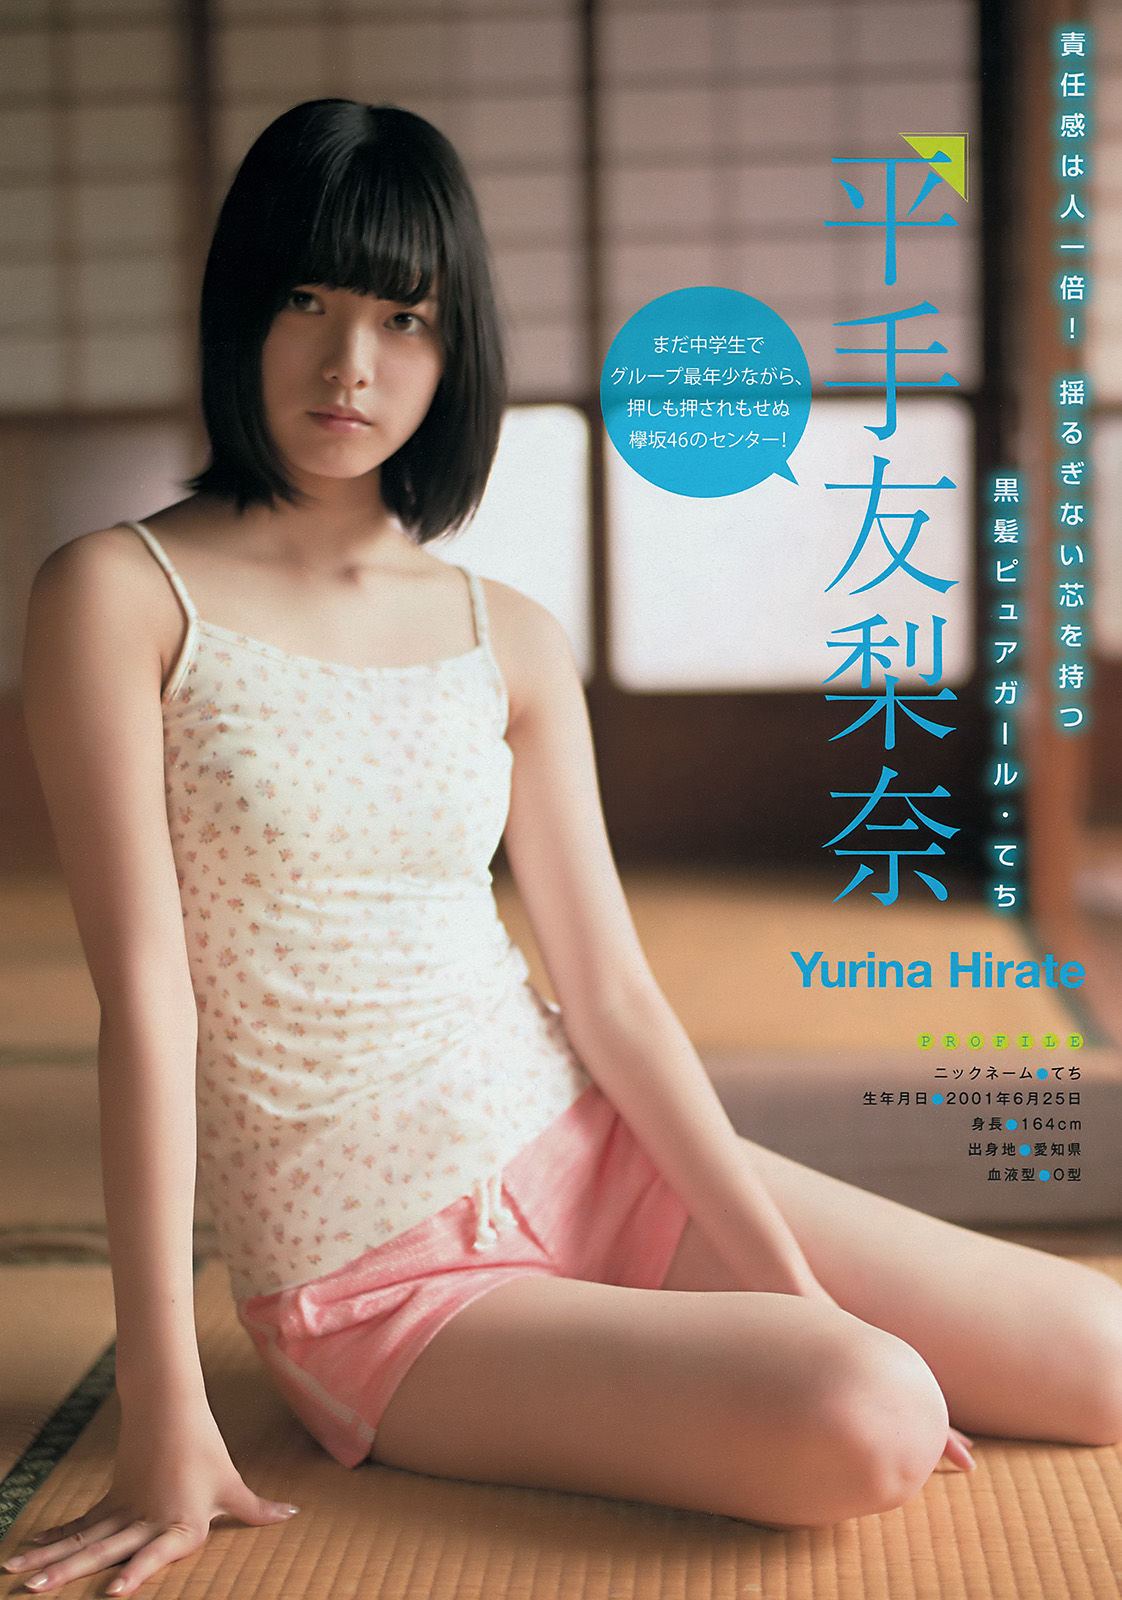 責任感は人一倍! 揺るぎない芯を持つ
黒髪ピュアガール・てち
平手友梨奈
まだ中学生で
グループ最年少ながら、
押しも押されもせぬ
欅坂46のセンター!
Yurina Hirate
PROFILE
ニックネーム●てち
生年月日●2001年6月25日
身長●164cm
出身地●愛知県
血液型●O型